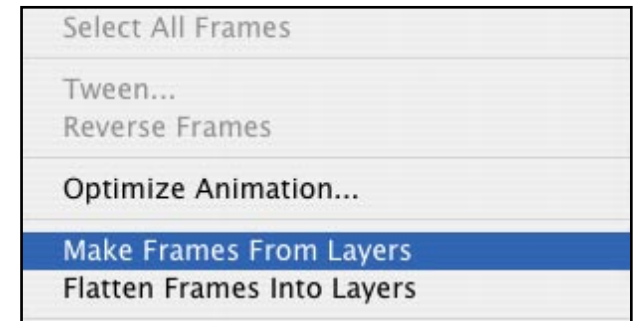 Select All Frames
Tween...
Reverse Frames
Optimize Animation...
Make Frames From Layers
Flatten Frames Into Layers